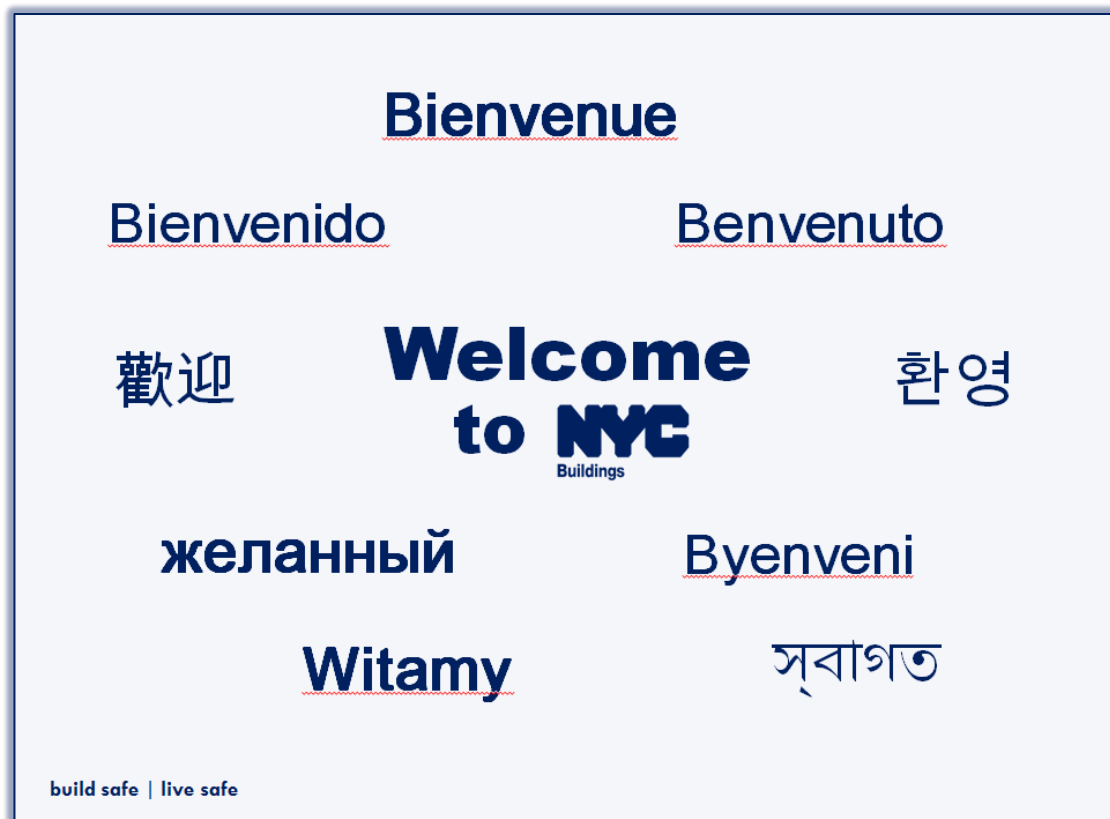 Bienvenue
Bienvenido
Benvenuto
歡迎
Welcome
to NYC
Buildings
환영
желанный
Byenveni
Witamy
স্‌বাগত
build safe | live safe